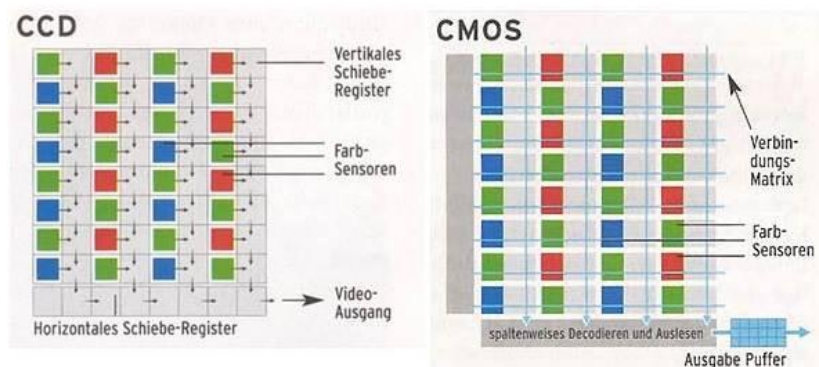 CCD
Vertikales
Schiebe-
Register
Farb-
Sensoren
Video-
Ausgang
Horizontales Schiebe-Register
CMOS
Verbin-
dungs-
Matrix
Farb-
Sensoren
spaltenweises Decodieren und Auslesen
Ausgabe Puffer